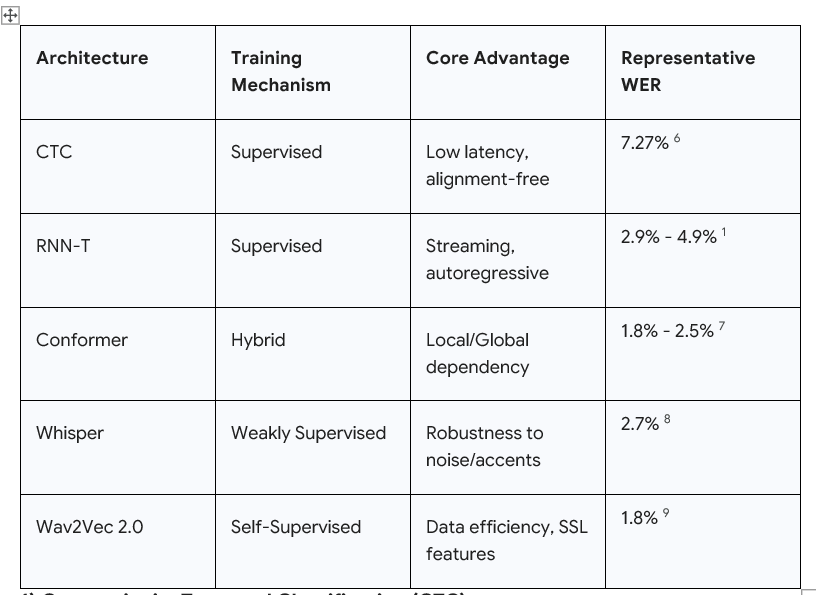 Architecture
Training
Mechanism
Core Advantage
Representative
WER
CTC
Supervised
Low latency,
alignment-free
7.27% 6
RNN-T
Supervised
Streaming,
autoregressive
2.9% - 4.9% 1
Conformer
Hybrid
Local/Global
dependency
1.8% - 2.5% 7
Whisper
Weakly Supervised
Robustness to
noise/accents
2.7% 8
Wav2Vec 2.0
Self-Supervised
Data efficiency, SSL
features
1.8% 9